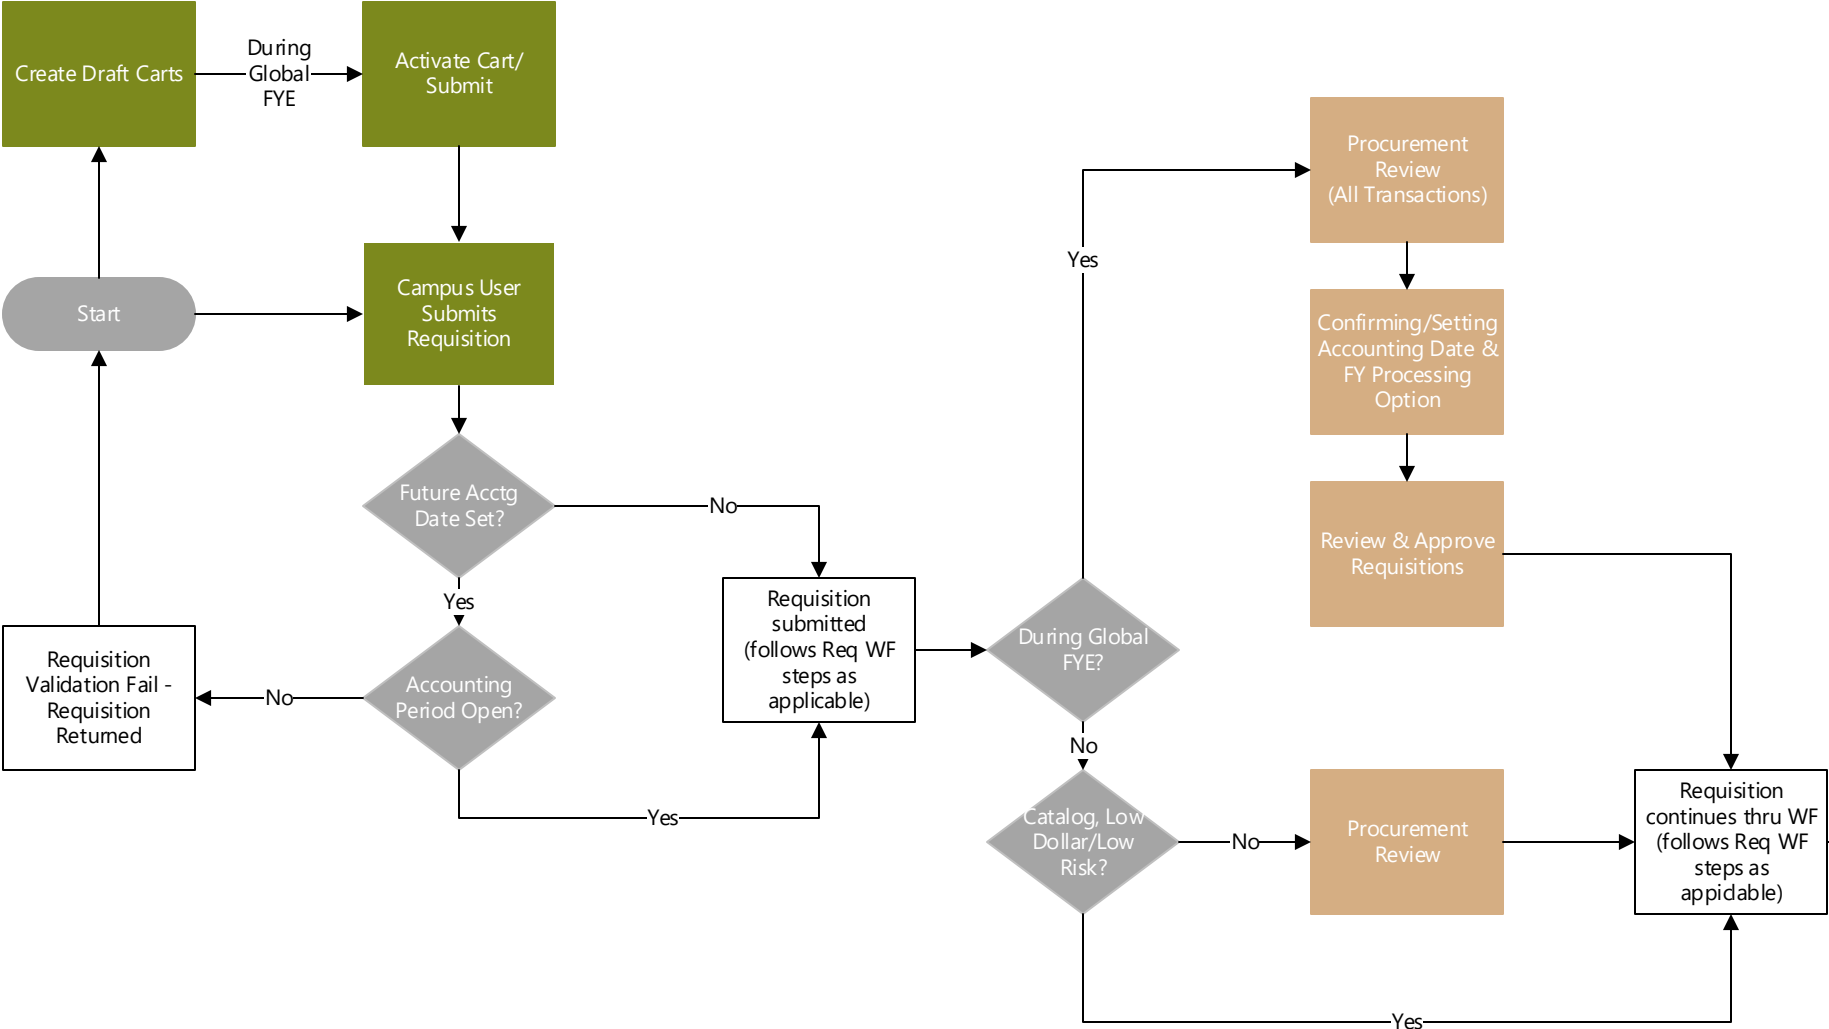 Create Draft Carts
During
Global
FYE
Activate Cart/
Submit
Start
Campus User
Submits
Requisition
Future Acctg
Date Set?
No
Yes
Accounting
Period Open?
No
Requisition
Validation Fail -
Requisition
Returned
Yes
Requisition
submitted
(follows Req WF
steps as
applicable)
During Global
FYE?
Yes
Procurement
Review
(All Transactions)
Confirming/Setting
Accounting Date &
FY Processing
Option
Review & Approve
Requisitions
No
Catalog, Low
Dollar/Low
Risk?
No
Procurement
Review
Requisition
continues thru WF
(follows Req WF
steps as
appiclable)
Yes